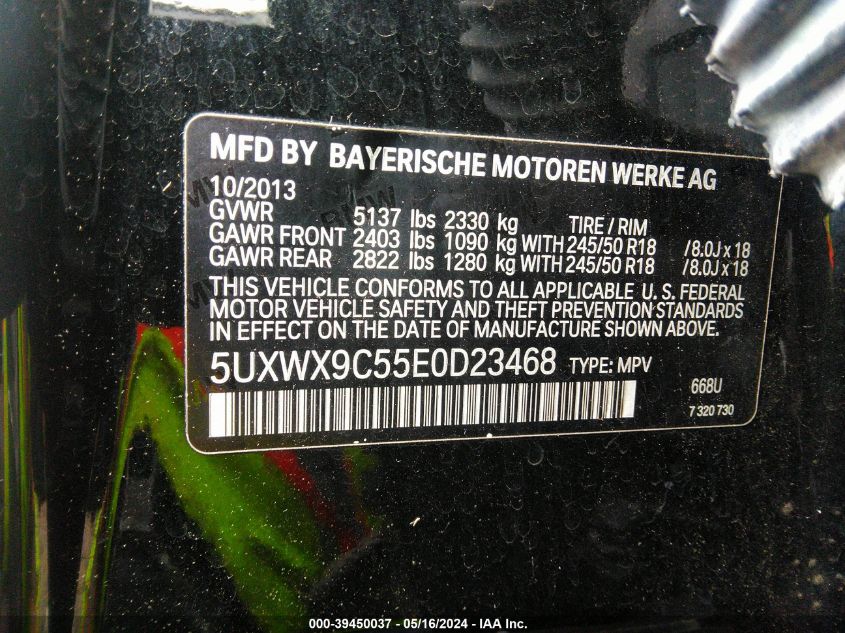 MFD BY BAYERISCHE MOTOREN WERKE AG
10/2013
GVWR 5137 lbs 2330 kg TIRE / RIM
GAWR FRONT 2403 lbs 1090 kg WITH 245/50 R18 /8.0J x 18
GAWR REAR 2822 lbs 1280 kg WITH 245/50 R18 /8.0J x 18
THIS VEHICLE CONFORMS TO ALL APPLICABLE U.S. FEDERAL
MOTOR VEHICLE SAFETY AND THEFT PREVENTION STANDARDS
IN EFFECT ON THE DATE OF MANUFACTURE SHOWN ABOVE.
5UXWX9C55E0D23468 TYPE: MPV
668U
7 320 730
000-39450037 - 05/16/2024 - IAA Inc.